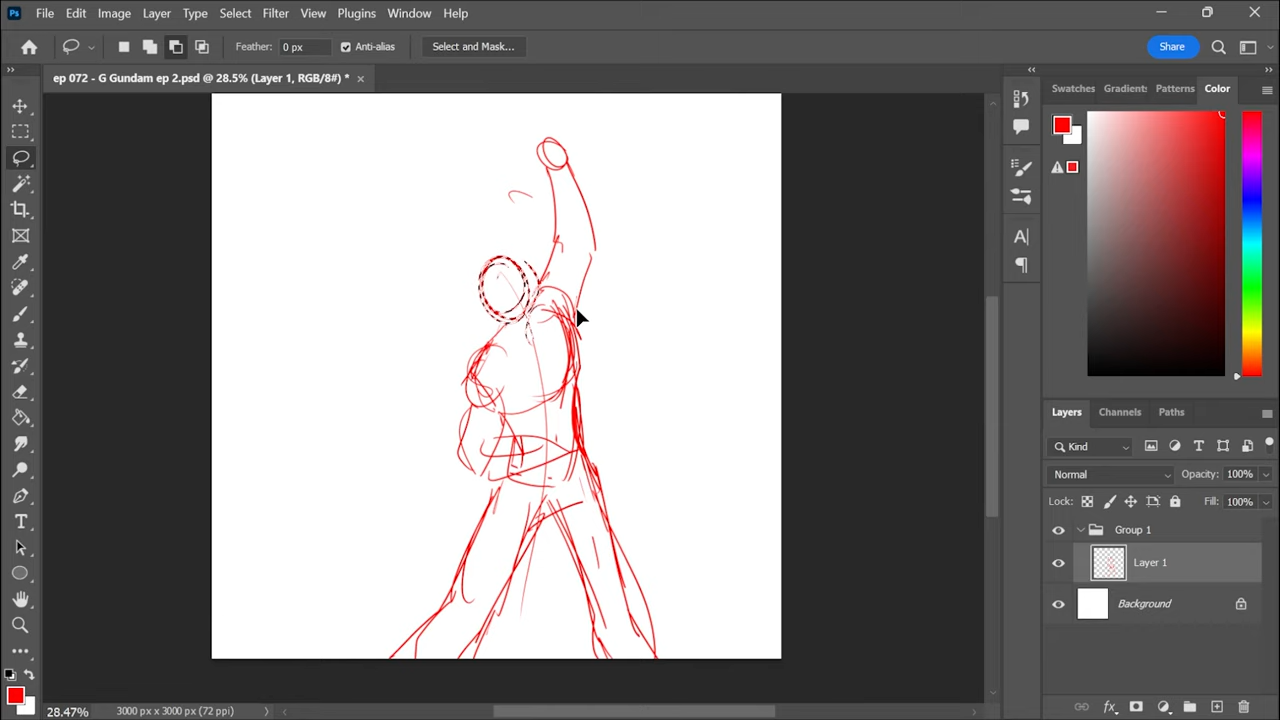 Ps File Edit Image Layer Type Select Filter View Plugins Window Help
Feather: 0 px Anti-alias Select and Mask... Share
ep 072 - G Gundam ep 2.psd @ 28.5% (Layer 1, RGB/8#) *
Swatches Gradients Patterns Color
Layers Channels Paths
Kind
Normal Opacity: 100%
Lock: Fill: 100%
Group 1
Layer 1
Background
28.47% 3000 px x 3000 px (72 ppi)